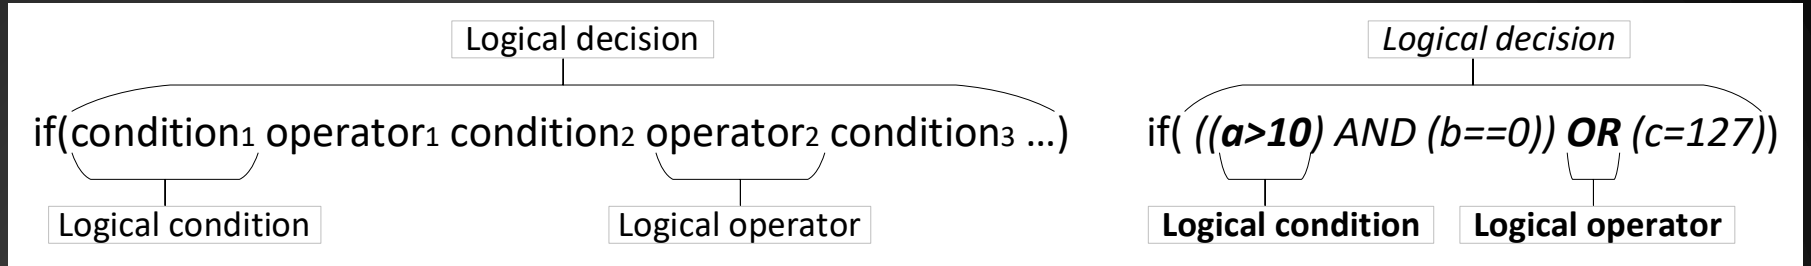 Logical decision
Logical decision
if(condition1 operator1 condition2 operator2 condition3 ...)
if( ((a>10) AND (b==0)) OR (c=127))
Logical condition
Logical operator
Logical condition
Logical operator